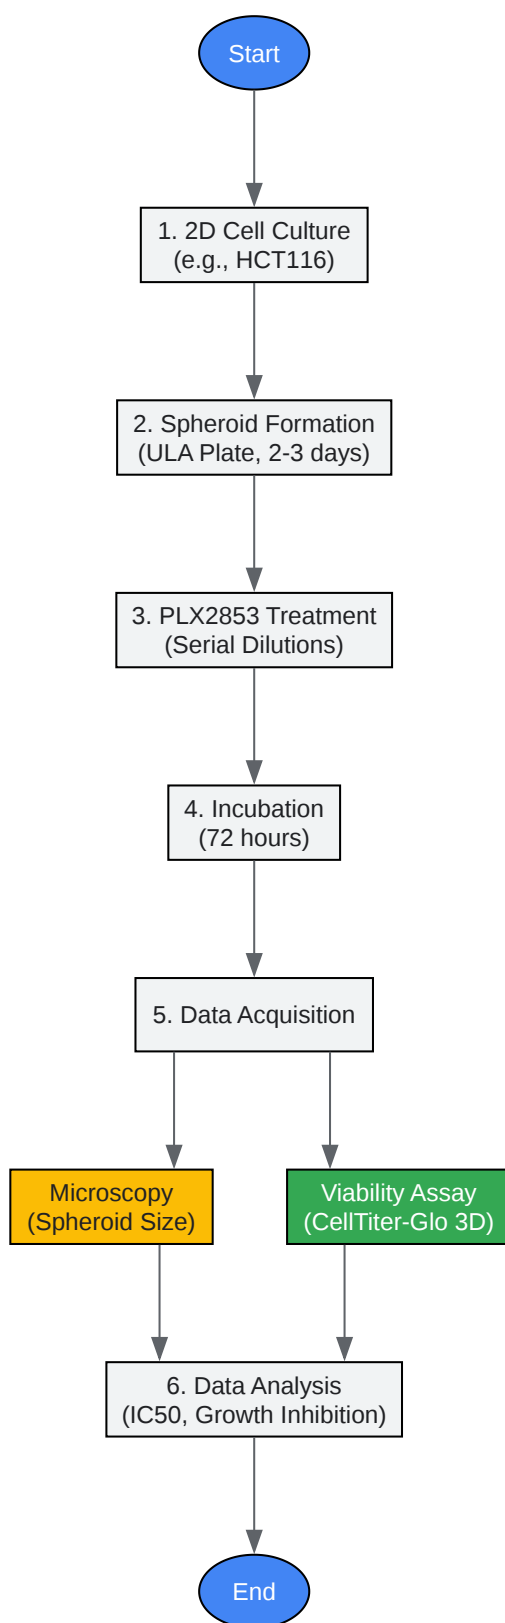 Start
1. 2D Cell Culture
(e.g., HCT116)
2. Spheroid Formation
(ULA Plate, 2-3 days)
3. PLX2853 Treatment
(Serial Dilutions)
4. Incubation
(72 hours)
5. Data Acquisition
Microscopy
(Spheroid Size)
Viability Assay
(CellTiter-Glo 3D)
6. Data Analysis
(IC50, Growth Inhibition)
End